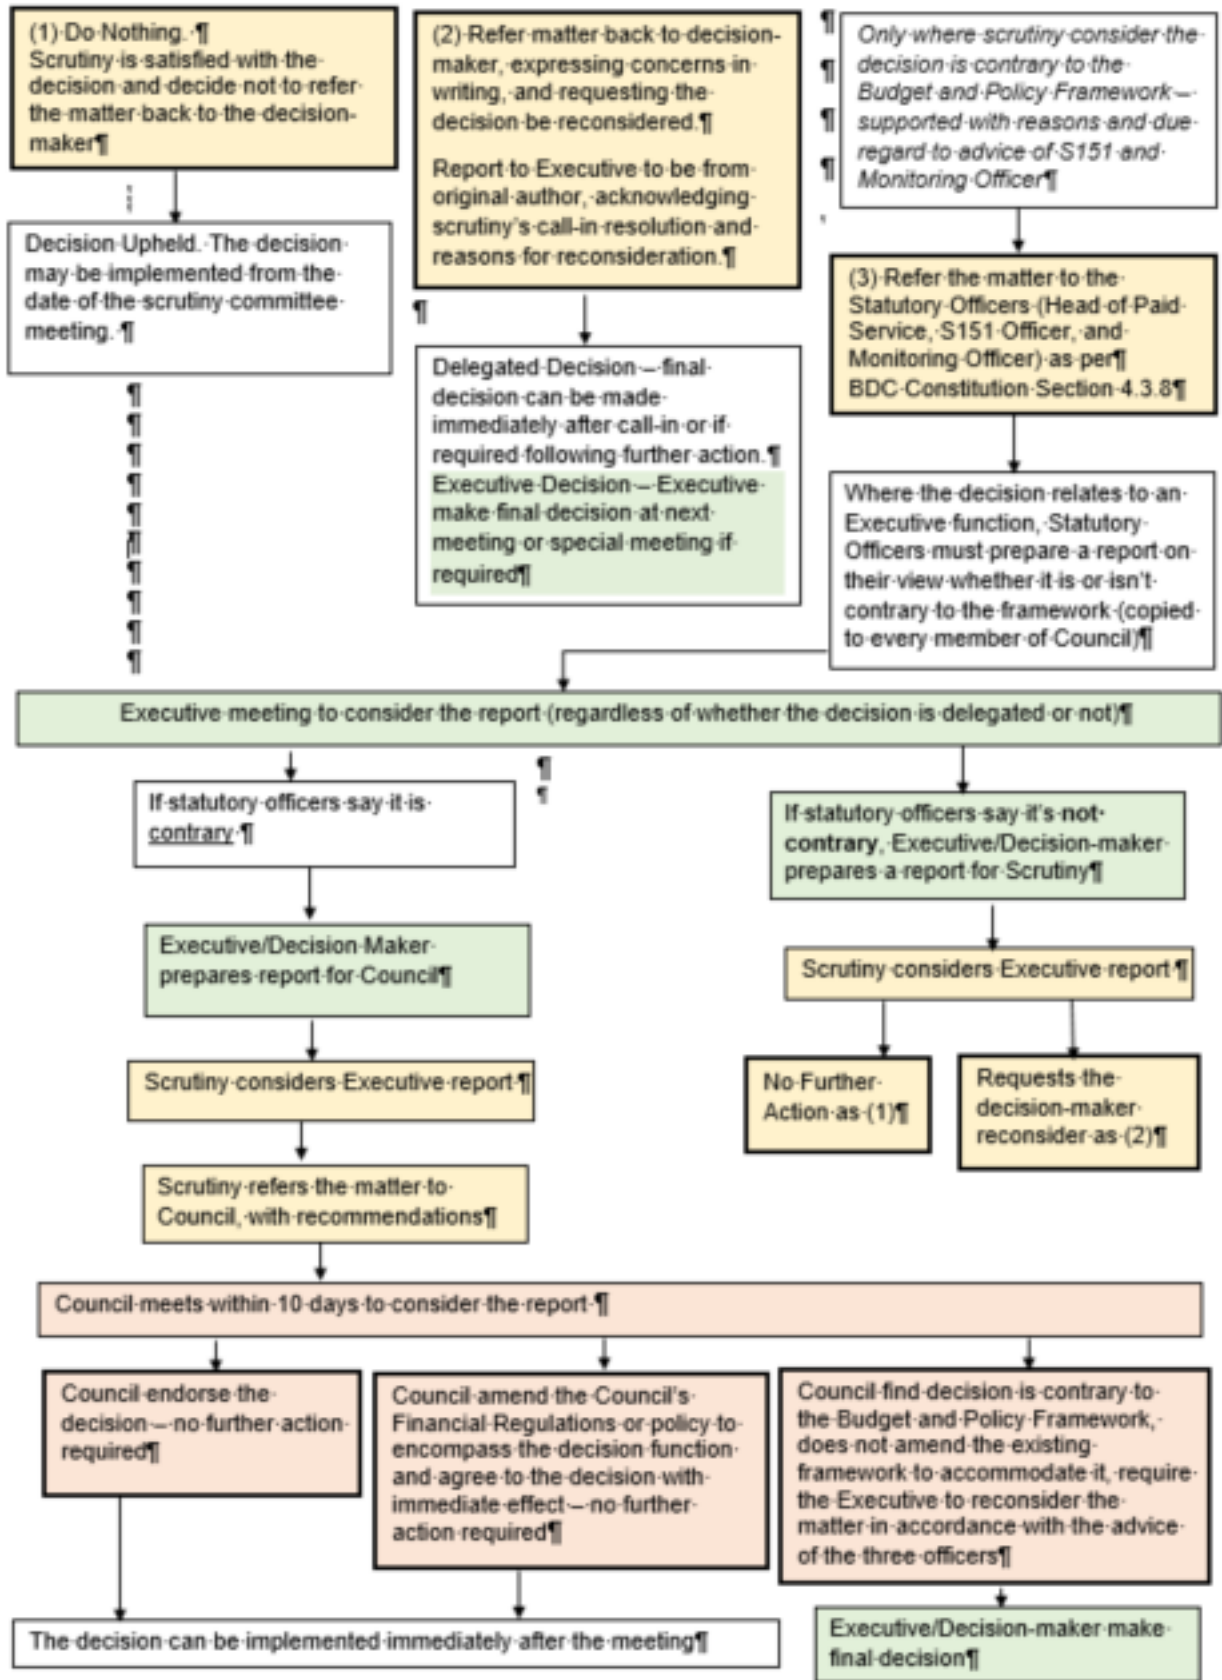 (1) Do Nothing. ¶
Scrutiny is satisfied with the
decision and decide not to refer
the matter back to the decision-
maker¶
Decision Upheld. The decision
may be implemented from the
date of the scrutiny committee
meeting. ¶
¶
¶
¶
¶
¶
¶
¶
¶
¶
¶
(2) Refer matter back to decision-
maker, expressing concerns in
writing, and requesting the
decision be reconsidered.¶
Report to Executive to be from
original author, acknowledging
scrutiny's call-in resolution and
reasons for reconsideration.¶
¶
Delegated Decision – final
decision can be made
immediately after call-in or if
required following further action.¶
Executive Decision – Executive
make final decision at next
meeting or special meeting if
required¶
¶
¶
¶
¶
Only where scrutiny consider the
decision is contrary to the
Budget and Policy Framework –
supported with reasons and due
regard to advice of S151 and
Monitoring Officer¶
(3) Refer the matter to the
Statutory Officers (Head of Paid
Service, S151 Officer, and
Monitoring Officer) as per¶
BDC Constitution Section 4.3.8¶
Where the decision relates to an
Executive function, Statutory
Officers must prepare a report on
their view whether it is or isn't
contrary to the framework (copied
to every member of Council)¶
Executive meeting to consider the report (regardless of whether the decision is delegated or not)¶
¶
¶
If statutory officers say it is
contrary ¶
Executive/Decision Maker
prepares report for Council¶
Scrutiny considers Executive report ¶
Scrutiny refers the matter to
Council, with recommendations¶
If statutory officers say it's not
contrary, Executive/Decision-maker
prepares a report for Scrutiny¶
Scrutiny considers Executive report ¶
No Further
Action as (1)¶
Requests the
decision-maker
reconsider as (2)¶
Council meets within 10 days to consider the report ¶
Council endorse the
decision – no further action
required¶
Council amend the Council's
Financial Regulations or policy to
encompass the decision function
and agree to the decision with
immediate effect – no further
action required¶
Council find decision is contrary to
the Budget and Policy Framework,
does not amend the existing
framework to accommodate it, require
the Executive to reconsider the
matter in accordance with the advice
of the three officers¶
The decision can be implemented immediately after the meeting¶
Executive/Decision-maker make
final decision¶